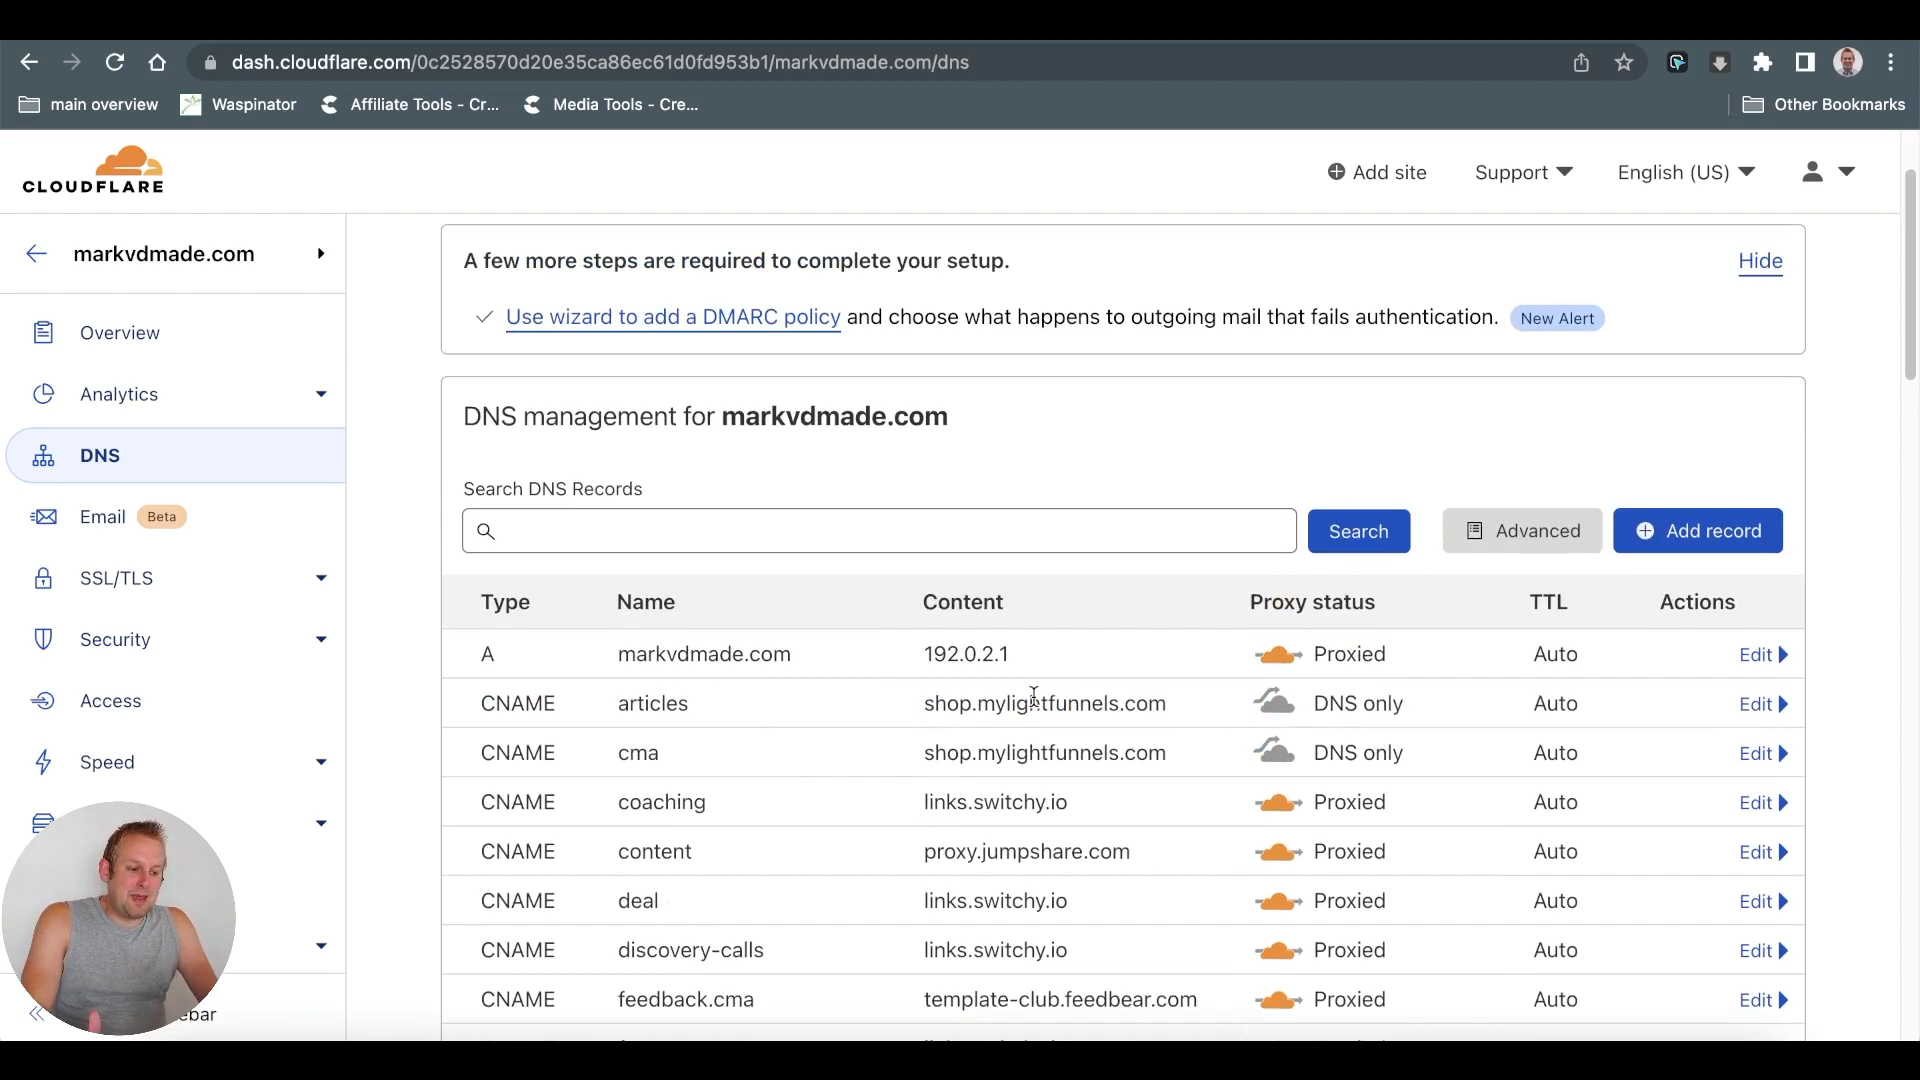 dash.cloudflare.com/0c2528570d20e35ca86ec61d0fd953b1/markvdmade.com/dns
main overview
Waspinator
Affiliate Tools - Cr...
Media Tools - Cre...
Other Bookmarks
CLOUDFLARE
Add site
Support
English (US)
markvdmade.com
Overview
Analytics
DNS
Email Beta
SSL/TLS
Security
Access
Speed
ebar
A few more steps are required to complete your setup.
Hide
Use wizard to add a DMARC policy and choose what happens to outgoing mail that fails authentication. New Alert
DNS management for markvdmade.com
Search DNS Records
Search
Advanced
Add record
Type Name Content Proxy status TTL Actions
A markvdmade.com 192.0.2.1 Proxied Auto Edit
CNAME articles shop.mylightfunnels.com DNS only Auto Edit
CNAME cma shop.mylightfunnels.com DNS only Auto Edit
CNAME coaching links.switchy.io Proxied Auto Edit
CNAME content proxy.jumpshare.com Proxied Auto Edit
CNAME deal links.switchy.io Proxied Auto Edit
CNAME discovery-calls links.switchy.io Proxied Auto Edit
CNAME feedback.cma template-club.feedbear.com Proxied Auto Edit